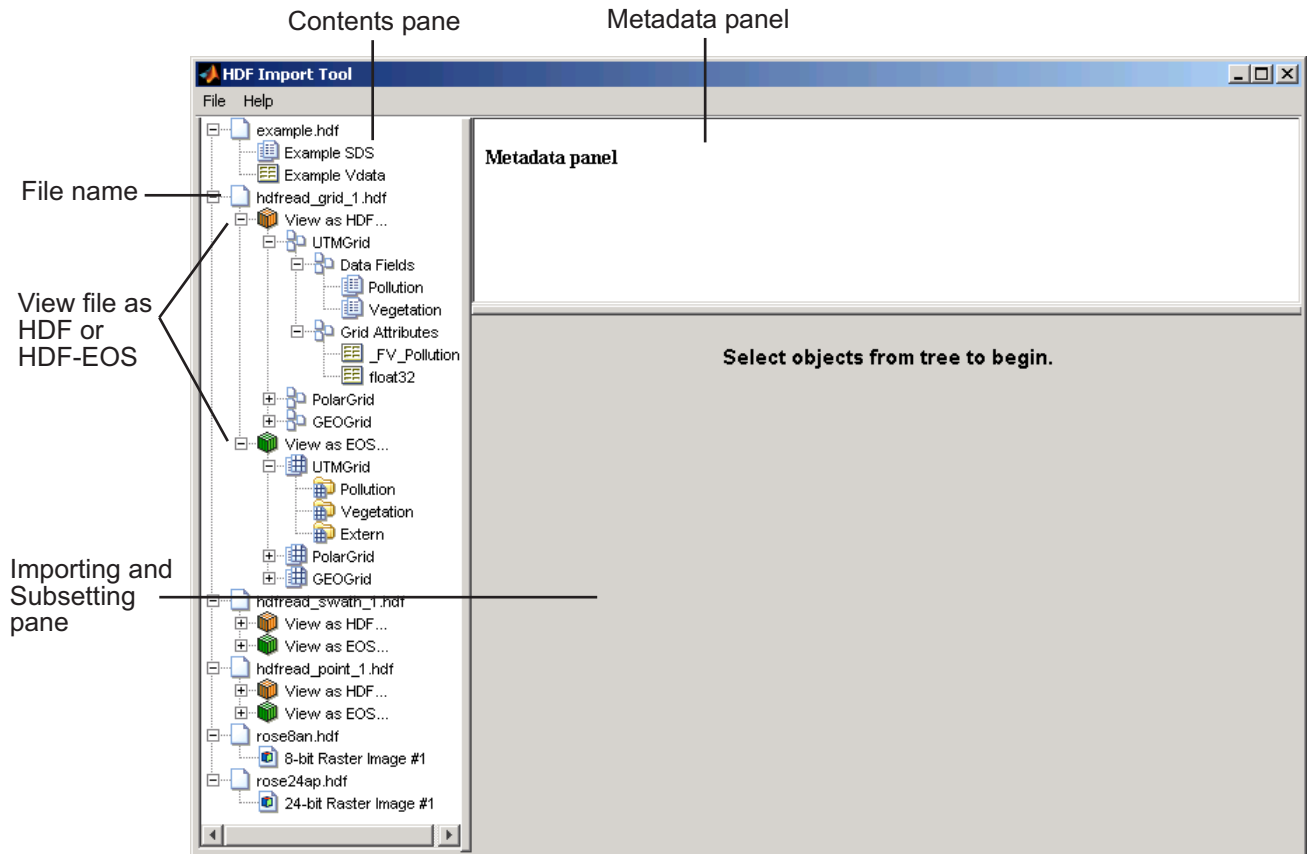 Contents pane
Metadata panel
HDF Import Tool
File Help
example.hdf
Example SDS
Example Vdata
File name
hdfread_grid_1.hdf
View as HDF...
UTMGrid
Data Fields
Pollution
Vegetation
Grid Attributes
_FV_Pollution
float32
PolarGrid
GEOGrid
View file as
HDF or
HDF-EOS
View as EOS...
UTMGrid
Pollution
Vegetation
Extern
PolarGrid
GEOGrid
Importing and
Subsetting
pane
hdfread_swath_1.hdf
View as HDF...
View as EOS...
hdfread_point_1.hdf
View as HDF...
View as EOS...
rose8an.hdf
8-bit Raster Image #1
rose24ap.hdf
24-bit Raster Image #1
Metadata panel
Select objects from tree to begin.